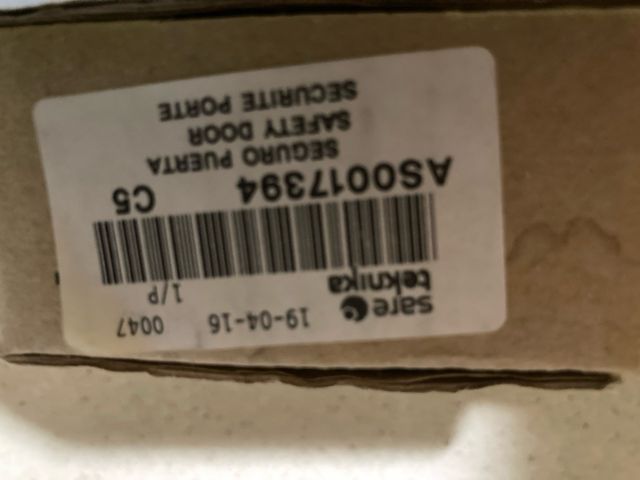 sare 19-04-16 0047
teknika 1/P
AS0017394 C5
SEGURO PUERTA
SAFETY DOOR
SECURITE PORTE